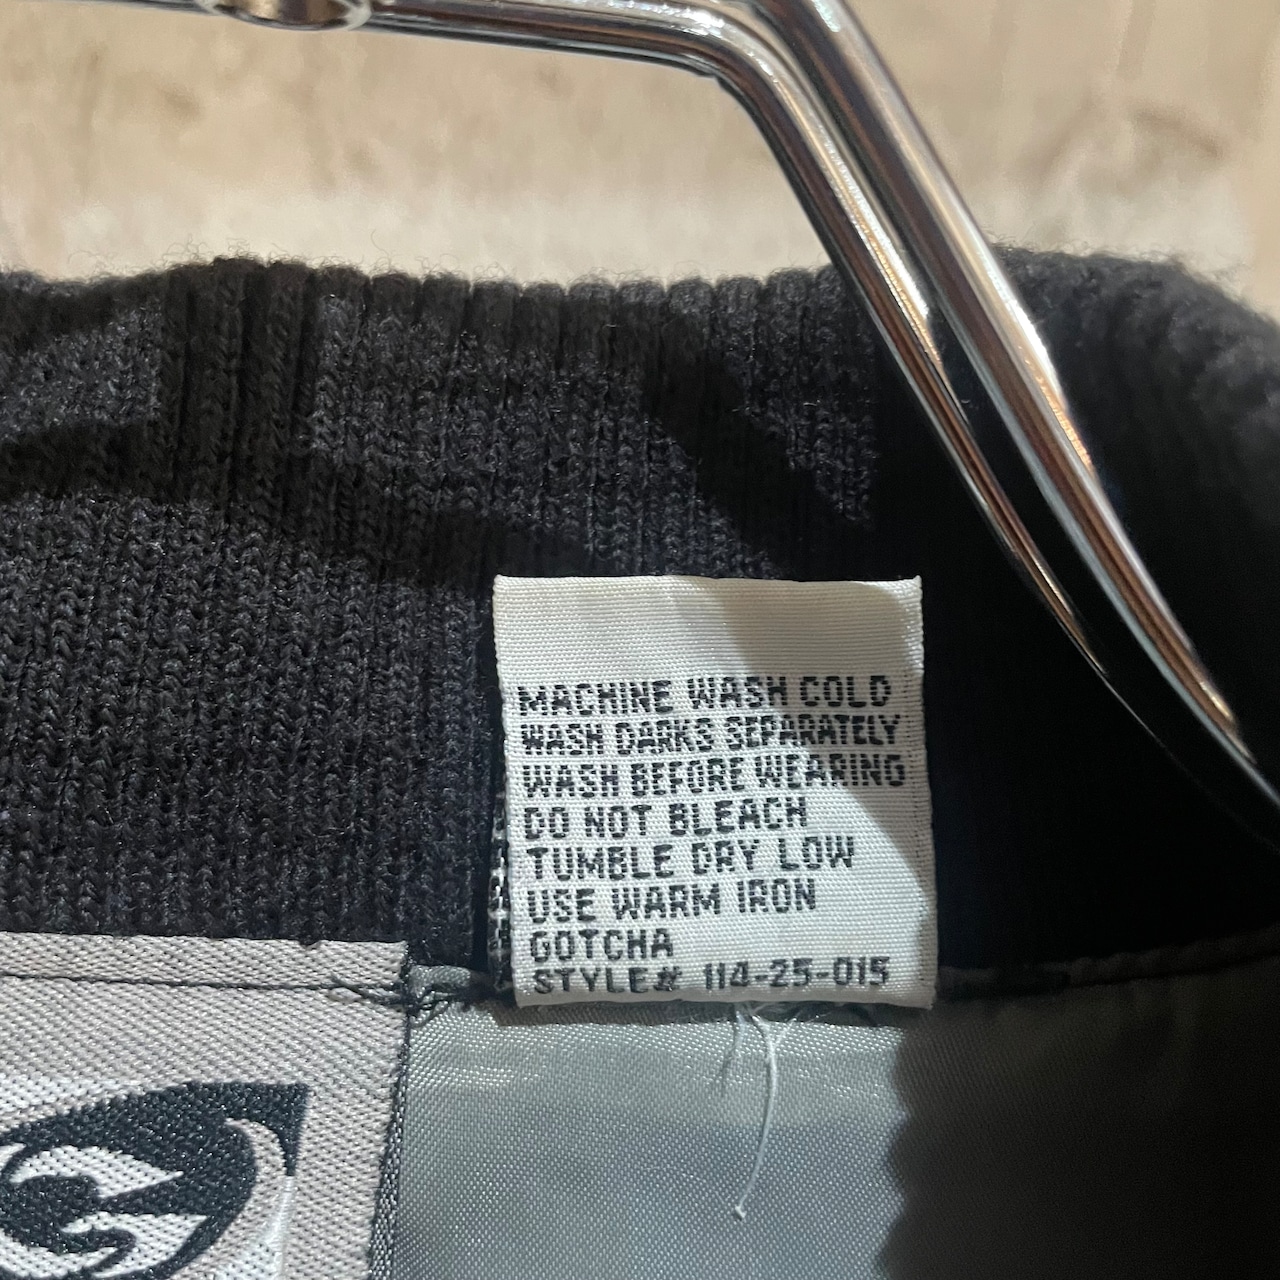 MACHINE WASH COLD
WASH DARKS SEPARATELY
WASH BEFORE WEARING
DO NOT BLEACH
TUMBLE DRY LOW
USE WARM IRON
GOTCHA
STYLE# 114-25-015